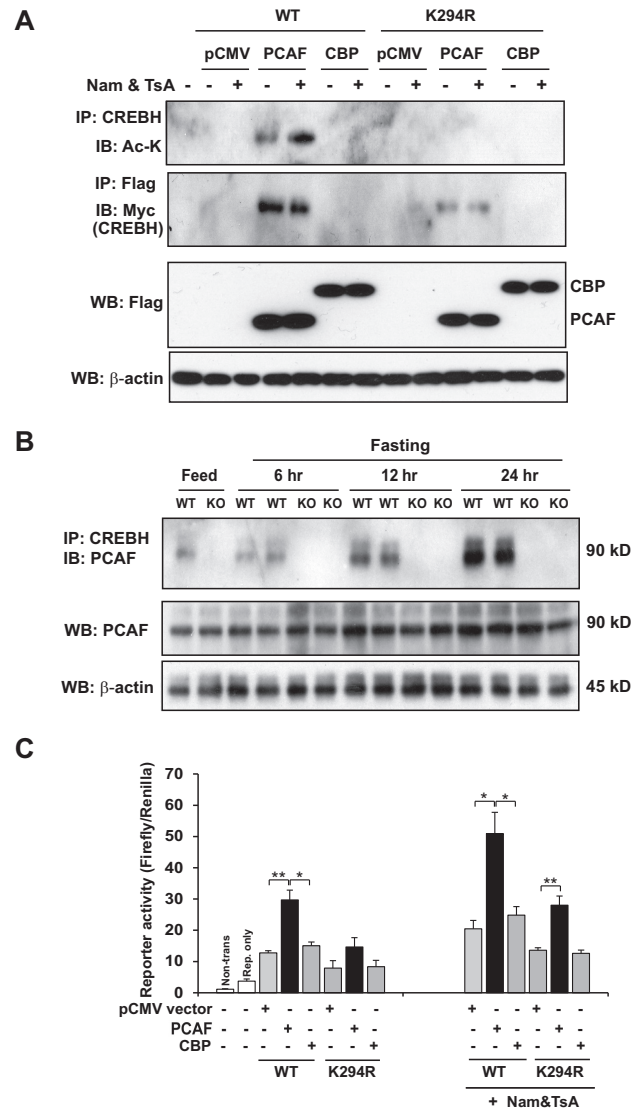 A
WT K294R
pCMV PCAF CBP pCMV PCAF CBP
Nam & TsA - - + - + - + - + - + - +
IP: CREBH
IB: Ac-K
IP: Flag
IB: Myc
(CREBH)
WB: Flag
CBP
PCAF
WB: β-actin
B
Fasting
Feed 6 hr 12 hr 24 hr
WT KO WT WT KO KO WT WT KO KO WT WT KO KO
IP: CREBH
IB: PCAF
90 kD
WB: PCAF 90 kD
WB: β-actin 45 kD
C
Reporter activity (Firefly/Renilla)
70
60
50
40
30
20
10
0
Non-trans
Rep. only
** *
* *
**
pCMV vector - - + - - + - - + - - + - -
PCAF - - - + - - + - - + - - + -
CBP - - - - + - - + - - + - - +
WT K294R WT K294R
+ Nam&TsA